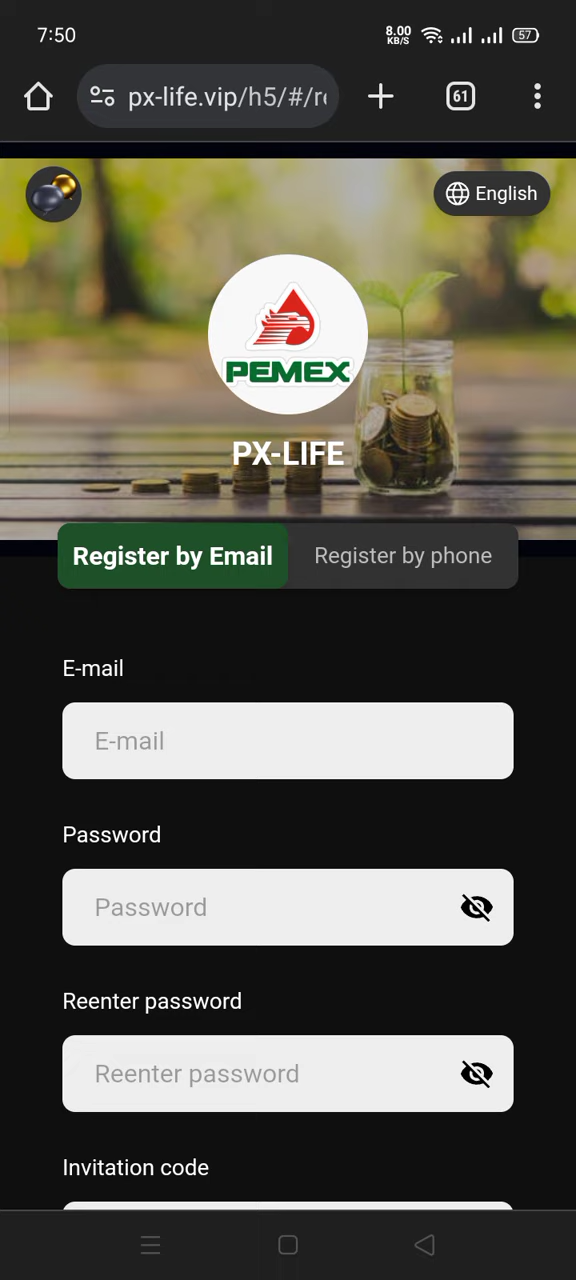 7:50
8.00
KB/S
57
px-life.vip/h5/#/r
61
English
PEMEX
PX-LIFE
Register by Email
Register by phone
E-mail
E-mail
Password
Password
Reenter password
Reenter password
Invitation code